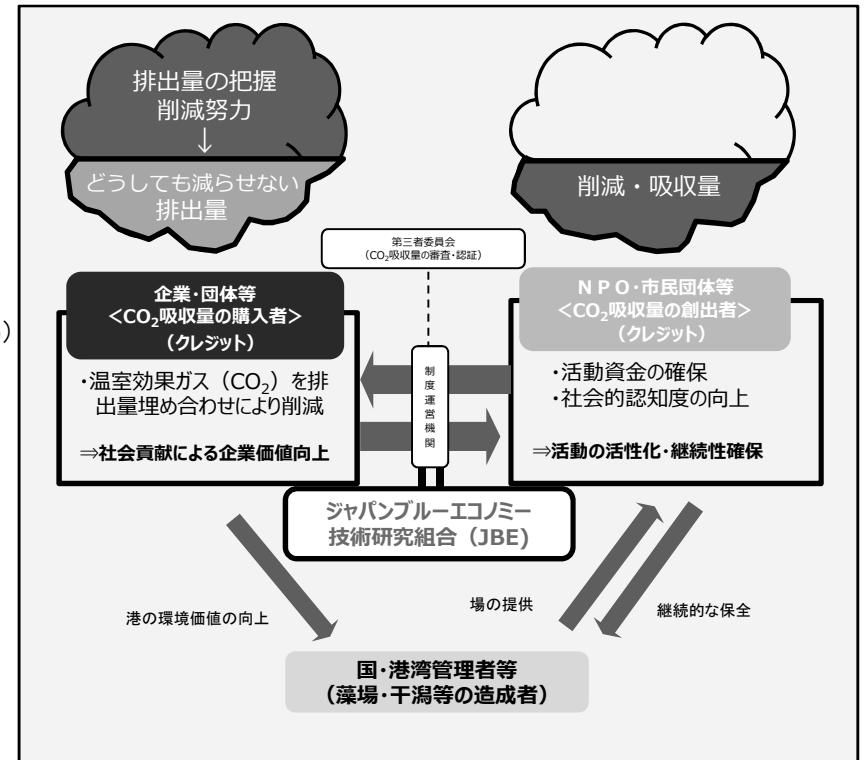 排出量の把握
削減努力
↓
どうしても減らせない
排出量
削減・吸収量
第三者委員会
(CO₂吸収量の審査・認証)
企業・団体等
<CO₂吸収量の購入者>
(クレジット)
・温室効果ガス（CO₂）を排
出量埋め合わせにより削減
⇒社会貢献による企業価値向上
制度運営機関
ＮＰＯ・市民団体等
<CO₂吸収量の創出者>
(クレジット)
・活動資金の確保
・社会的認知度の向上
⇒活動の活性化・継続性確保
）
ジャパンブルーエコノミー
技術研究組合（JBE)
港の環境価値の向上
場の提供
継続的な保全
国・港湾管理者等
（藻場・干潟等の造成者）